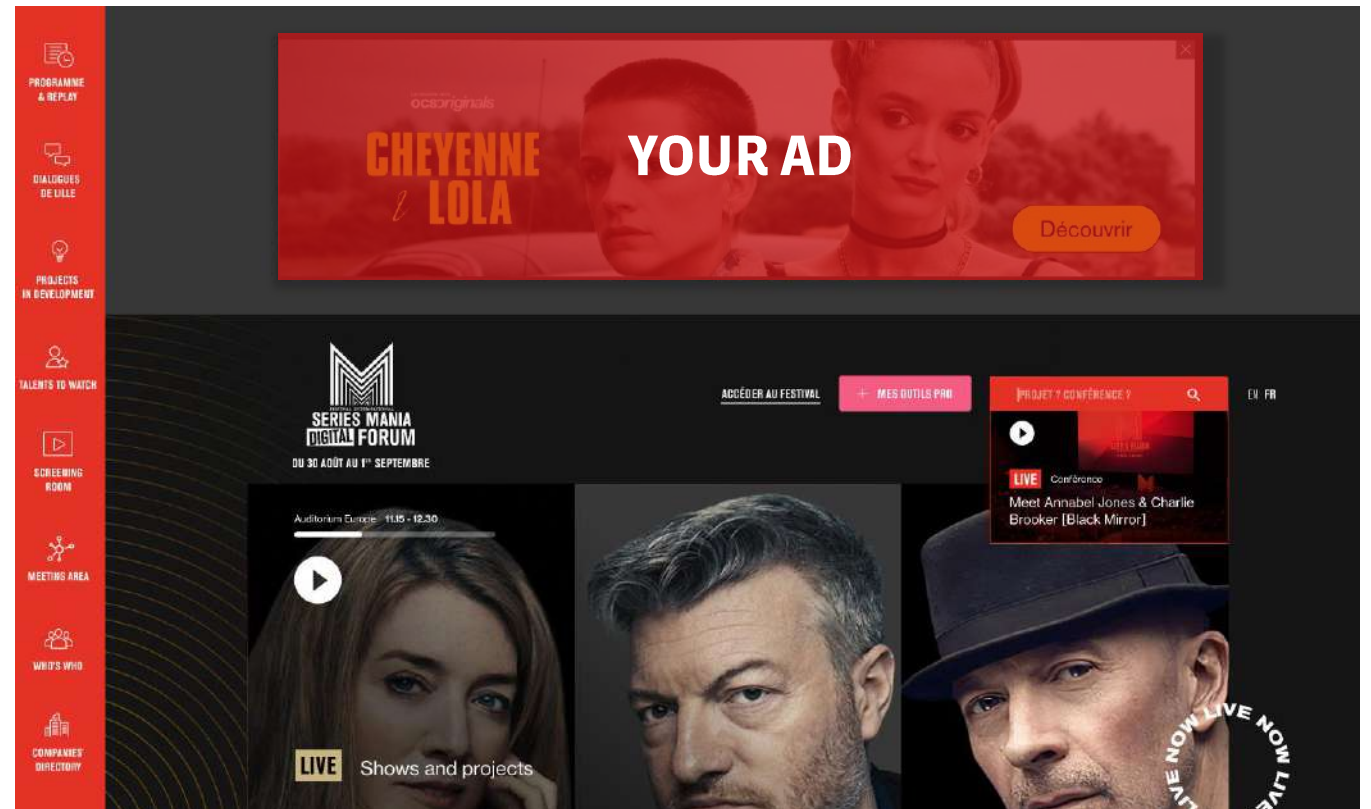 PROGRAMME
& REPLAY
DIALOGUES
DE LILLE
PROJECTS
IN DEVELOPMENT
TALENTS TO WATCH
SCREENING
ROOM
MEETING AREA
WHO'S WHO
COMPANIES'
DIRECTORY
ocsoriginals
CHEYENNE
& LOLA
YOUR AD
Découvrir
SERIES MANIA
DIGITAL FORUM
DU 30 AOÛT AU 1ER SEPTEMBRE
ACCÉDER AU FESTIVAL
+ MES OUTILS PRO
PROJET ? CONFÉRENCE ?
EN FR
LIVE Conférence
Meet Annabel Jones & Charlie
Brooker [Black Mirror]
Auditorium Europe 11.15 - 12.30
LIVE Shows and projects
LIVE NOW LIVE NOW LIVE